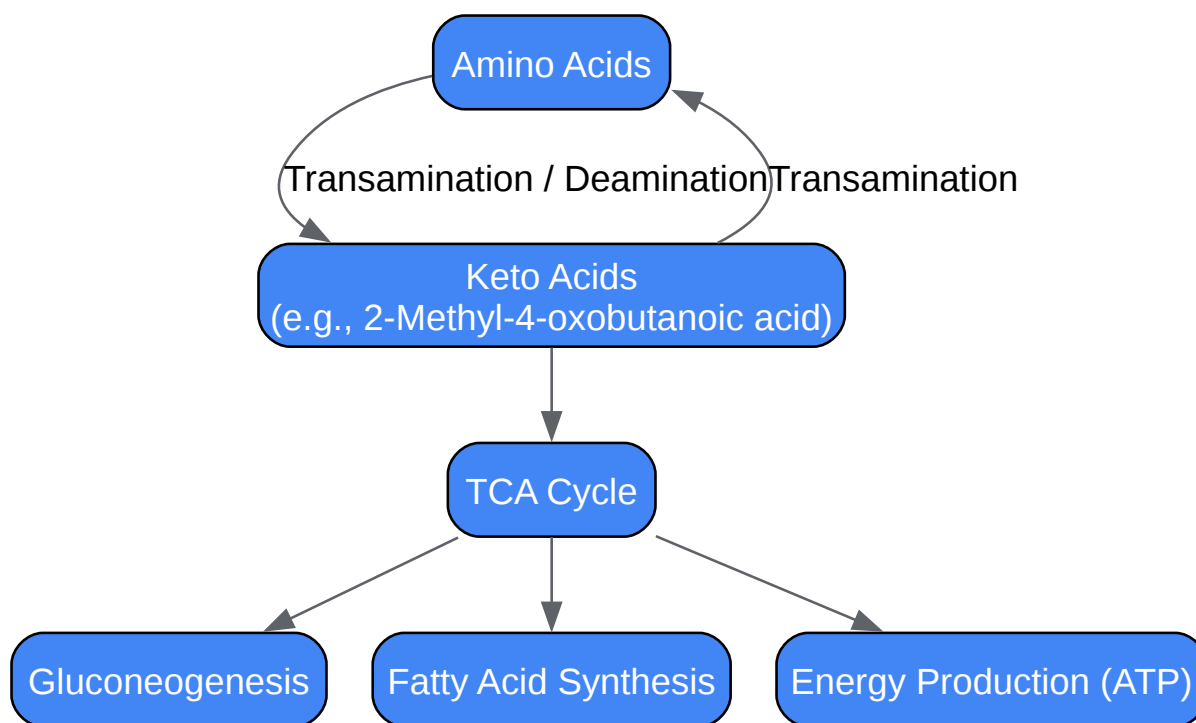 Amino Acids
Transamination / Deamination
Transamination
Keto Acids
(e.g., 2-Methyl-4-oxobutanoic acid)
TCA Cycle
Gluconeogenesis
Fatty Acid Synthesis
Energy Production (ATP)